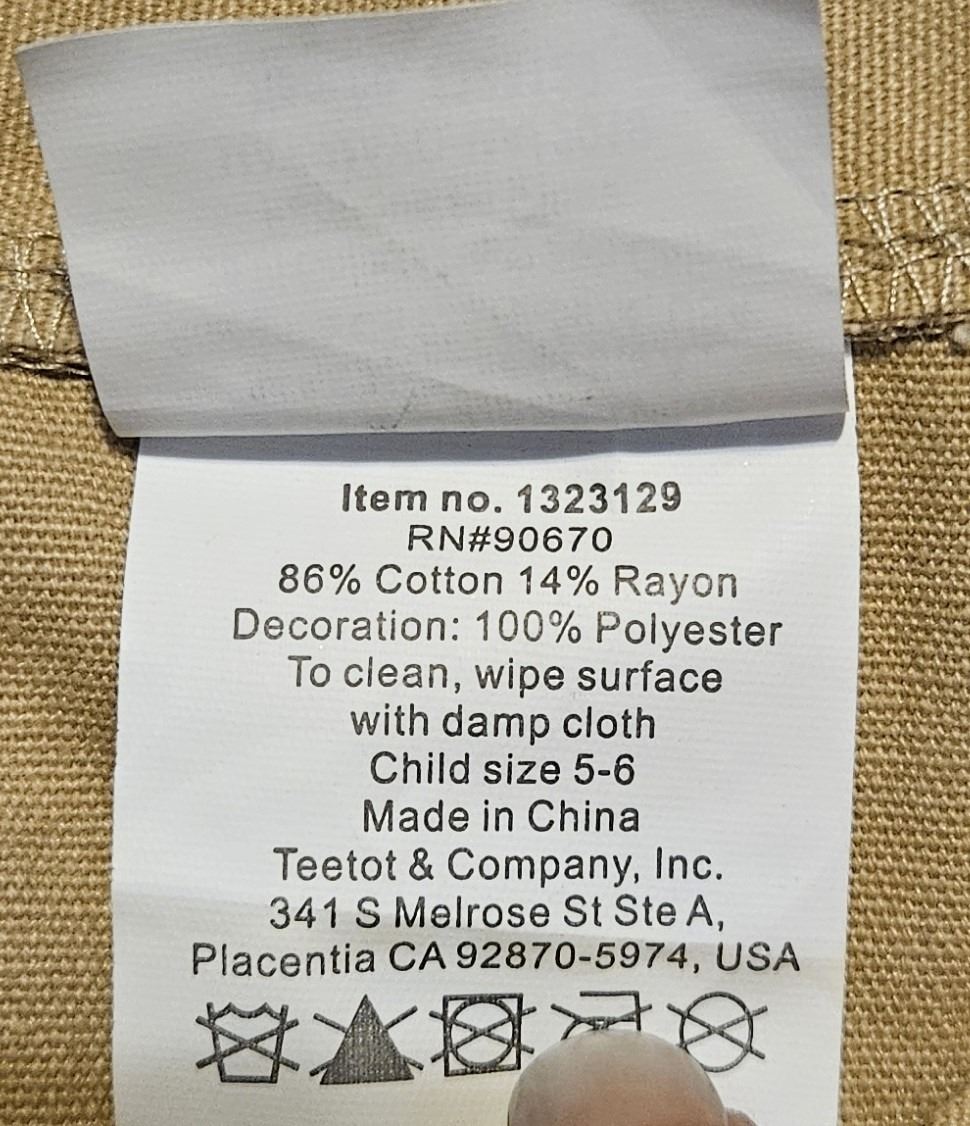 Item no. 1323129
RN#90670
86% Cotton 14% Rayon
Decoration: 100% Polyester
To clean, wipe surface
with damp cloth
Child size 5-6
Made in China
Teetot & Company, Inc.
341 S Melrose St Ste A,
Placentia CA 92870-5974, USA